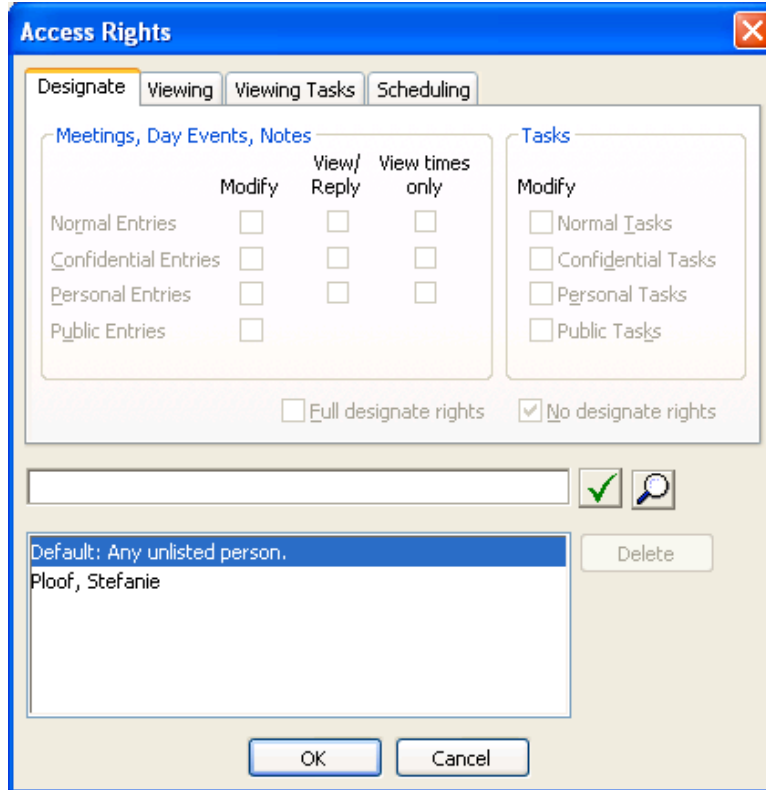 Access Rights
Designate Viewing Viewing Tasks Scheduling
Meetings, Day Events, Notes
Modify View/ Reply View times only
Normal Entries
Confidential Entries
Personal Entries
Public Entries
Tasks
Modify
Normal Tasks
Confidential Tasks
Personal Tasks
Public Tasks
Full designate rights No designate rights
Default: Any unlisted person.
Delete
Ploof, Stefanie
OK Cancel